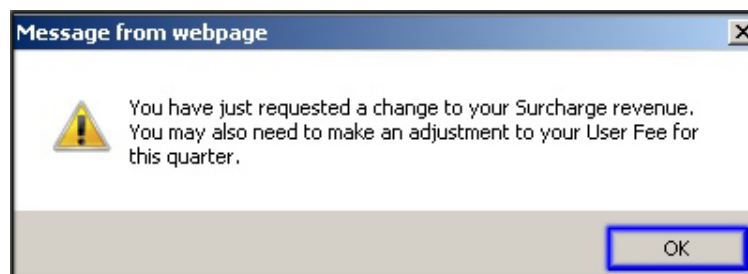 Message from webpage
You have just requested a change to your Surcharge revenue.
You may also need to make an adjustment to your User Fee for
this quarter.
OK